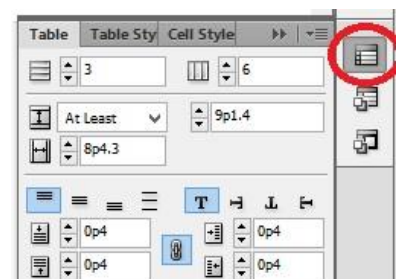 Table Table Sty Cell Style
3 6
At Least 9p1.4
8p4.3
T T T T
0p4 0p4
0p4 0p4